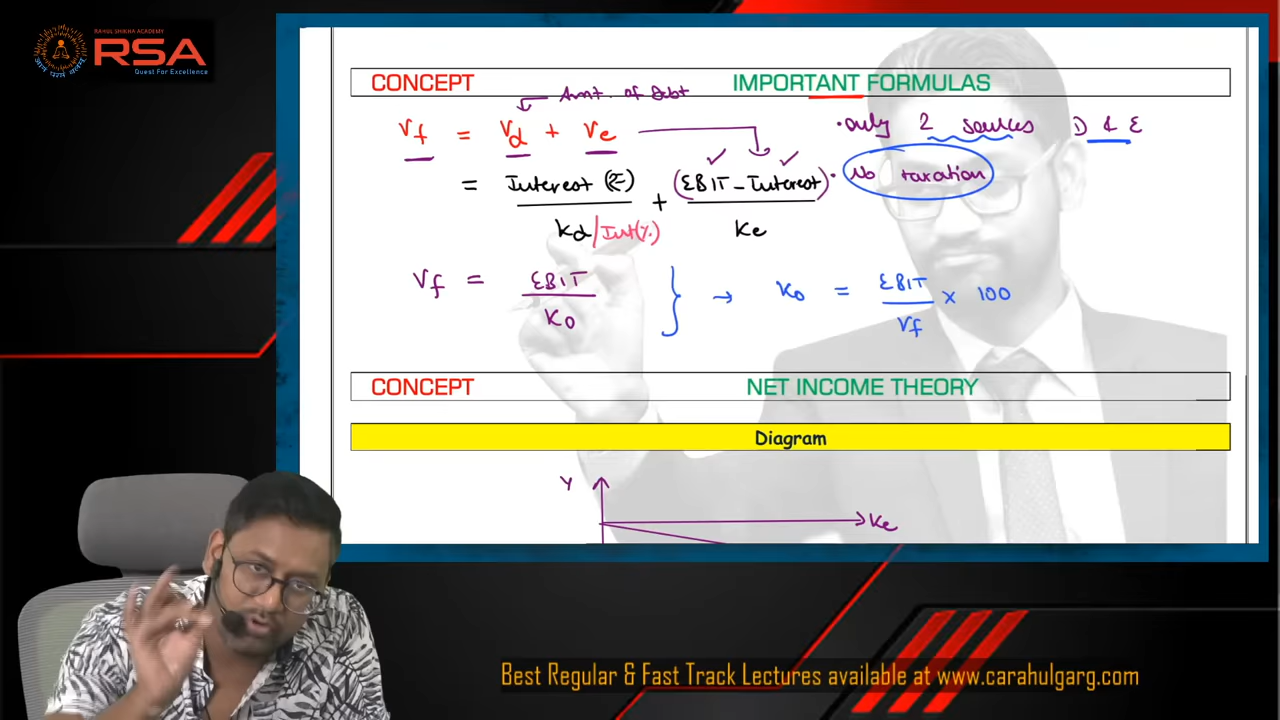 RAHUL SHIKHA ACADEMY
RSA
Quest For Excellence
CONCEPT IMPORTANT FORMULAS
Amt. of Debt
Vf = Vd + Ve
• only 2 sources D & E
= Interest (₹) / Kd / Int(%) + (EBIT - Interest) / Ke
• No taxation
Vf = EBIT / Ko } → Ko = EBIT / Vf × 100
CONCEPT NET INCOME THEORY
Diagram
Y
Ke
Best Regular & Fast Track Lectures available at www.carahulgarg.com